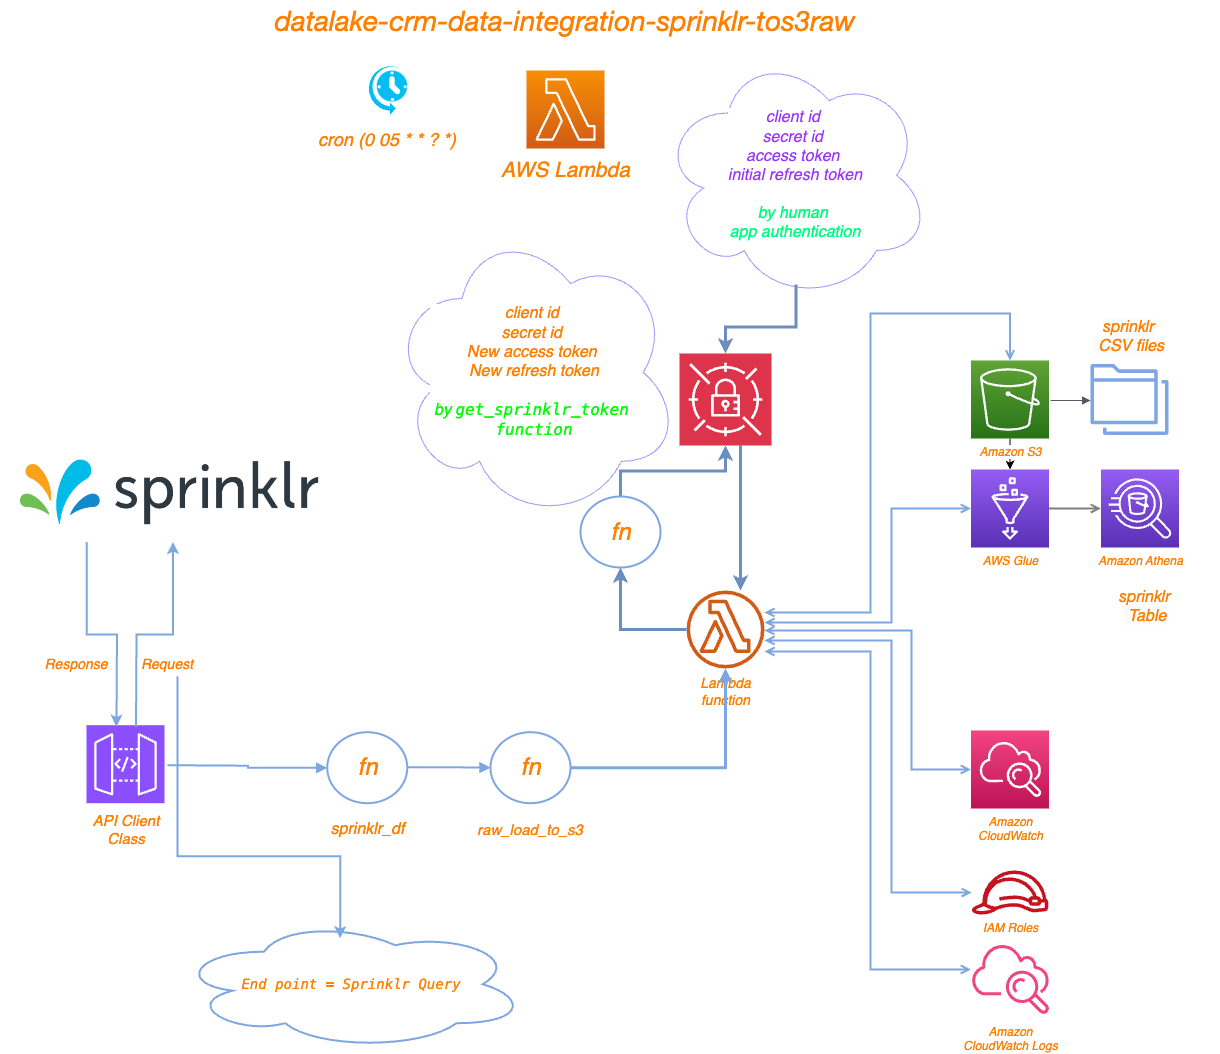 datalake-crm-data-integration-sprinklr-tos3raw
cron (0 05 * * ? *)
AWS Lambda
client id
secret id
access token
initial refresh token
by human
app authentication
client id
secret id
New access token
New refresh token
by get_sprinklr_token
function
sprinklr
CSV files
Amazon S3
AWS Glue
Amazon Athena
sprinklr
Table
sprinklr
fn
Response
Request
Lambda
function
</>
API Client
Class
fn
sprinklr_df
fn
raw_load_to_s3
Amazon
CloudWatch
IAM Roles
Amazon
CloudWatch Logs
End point = Sprinklr Query